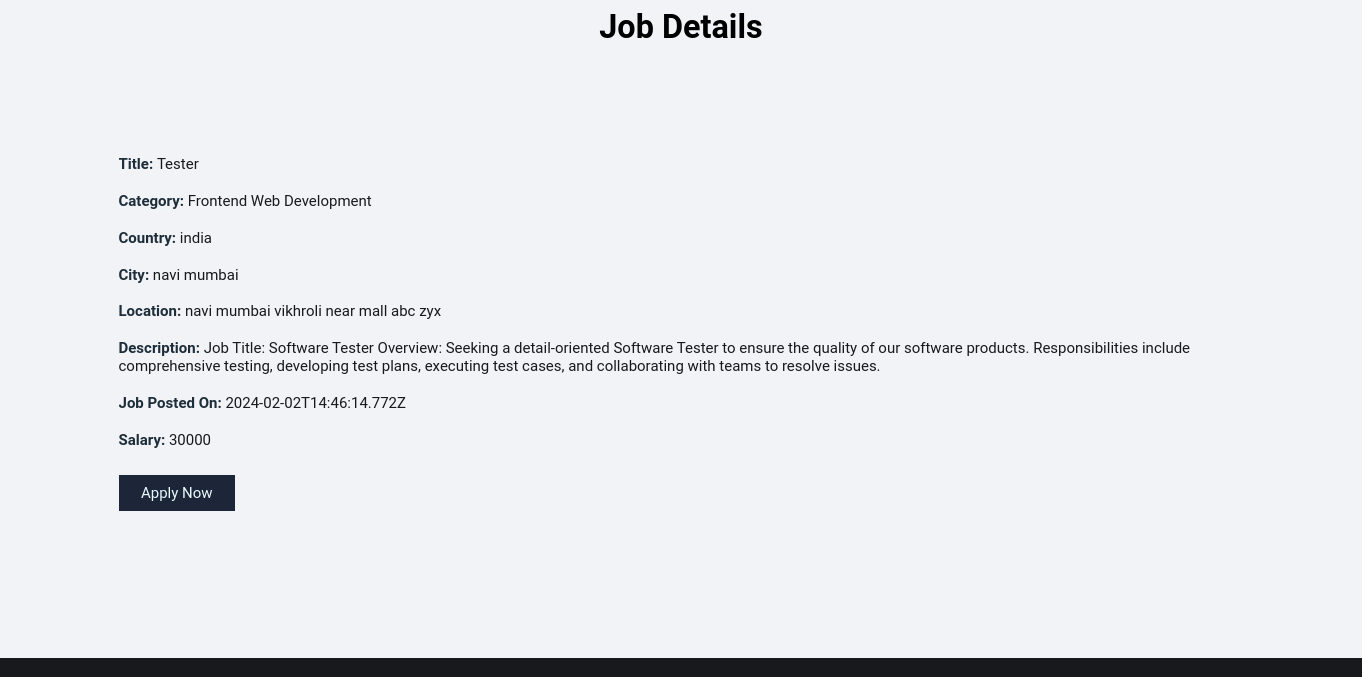 Job Details
Title: Tester
Category: Frontend Web Development
Country: india
City: navi mumbai
Location: navi mumbai vikhroli near mall abc zyx
Description: Job Title: Software Tester Overview: Seeking a detail-oriented Software Tester to ensure the quality of our software products. Responsibilities include
comprehensive testing, developing test plans, executing test cases, and collaborating with teams to resolve issues.
Job Posted On: 2024-02-02T14:46:14.772Z
Salary: 30000
Apply Now